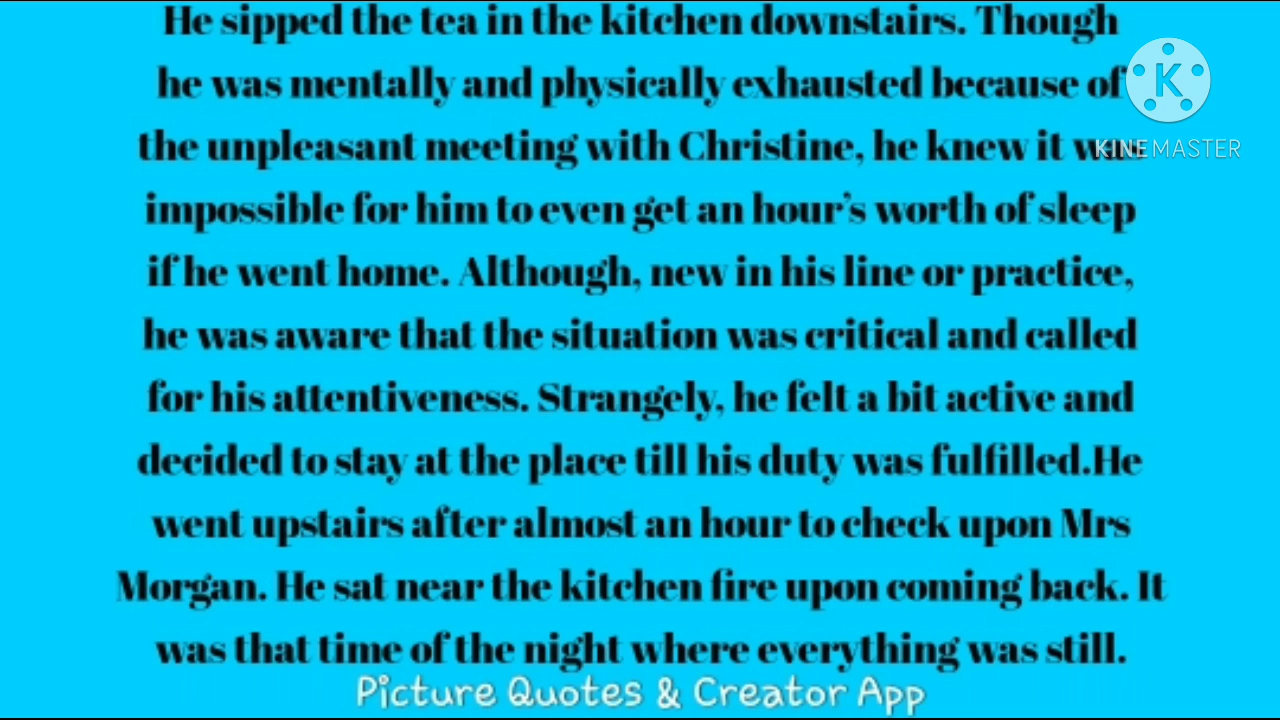 He sipped the tea in the kitchen downstairs. Though
he was mentally and physically exhausted because of
the unpleasant meeting with Christine, he knew it was
impossible for him to even get an hour's worth of sleep
if he went home. Although, new in his line or practice,
he was aware that the situation was critical and called
for his attentiveness. Strangely, he felt a bit active and
decided to stay at the place till his duty was fulfilled.He
went upstairs after almost an hour to check upon Mrs
Morgan. He sat near the kitchen fire upon coming back. It
was that time of the night where everything was still.
Picture Quotes & Creator App
K
KINEMASTER